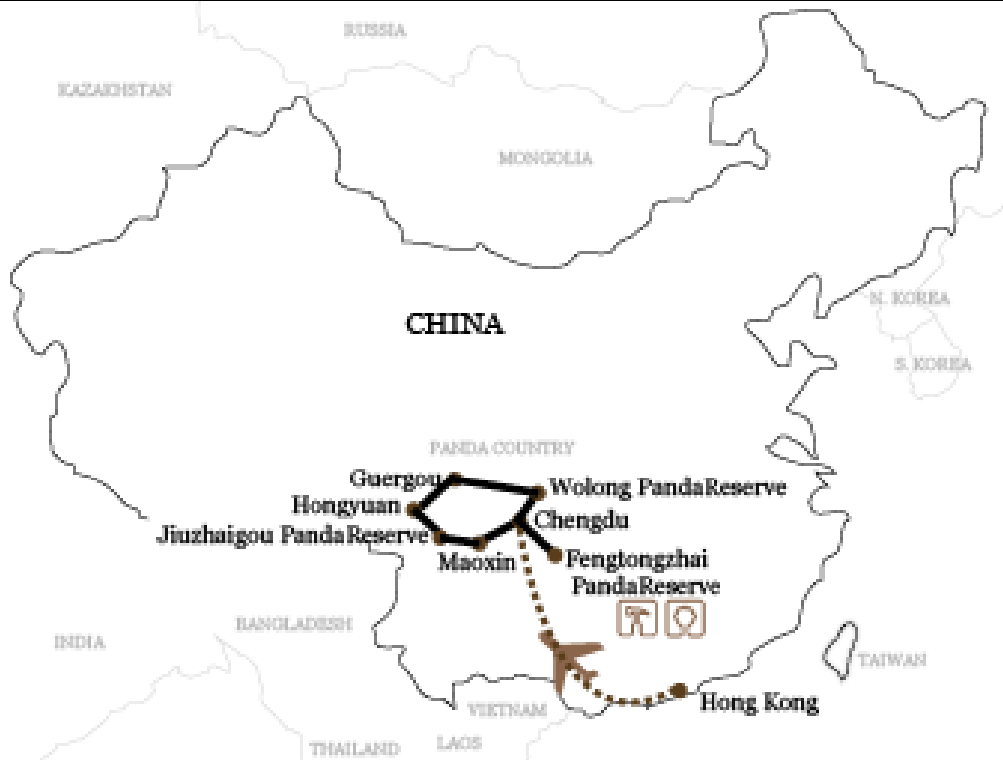 RUSSIA
KAZAKHSTAN
MONGOLIA
N. KOREA
CHINA
S. KOREA
PANDA COUNTRY
Guergou
Wolong PandaReserve
Hongyuan
Chengdu
Jiuzhaigou PandaReserve
Maoxin
Fengtongzhai
PandaReserve
BANGLADESH
INDIA
TAIWAN
Hong Kong
VIETNAM
LAOS
THAILAND